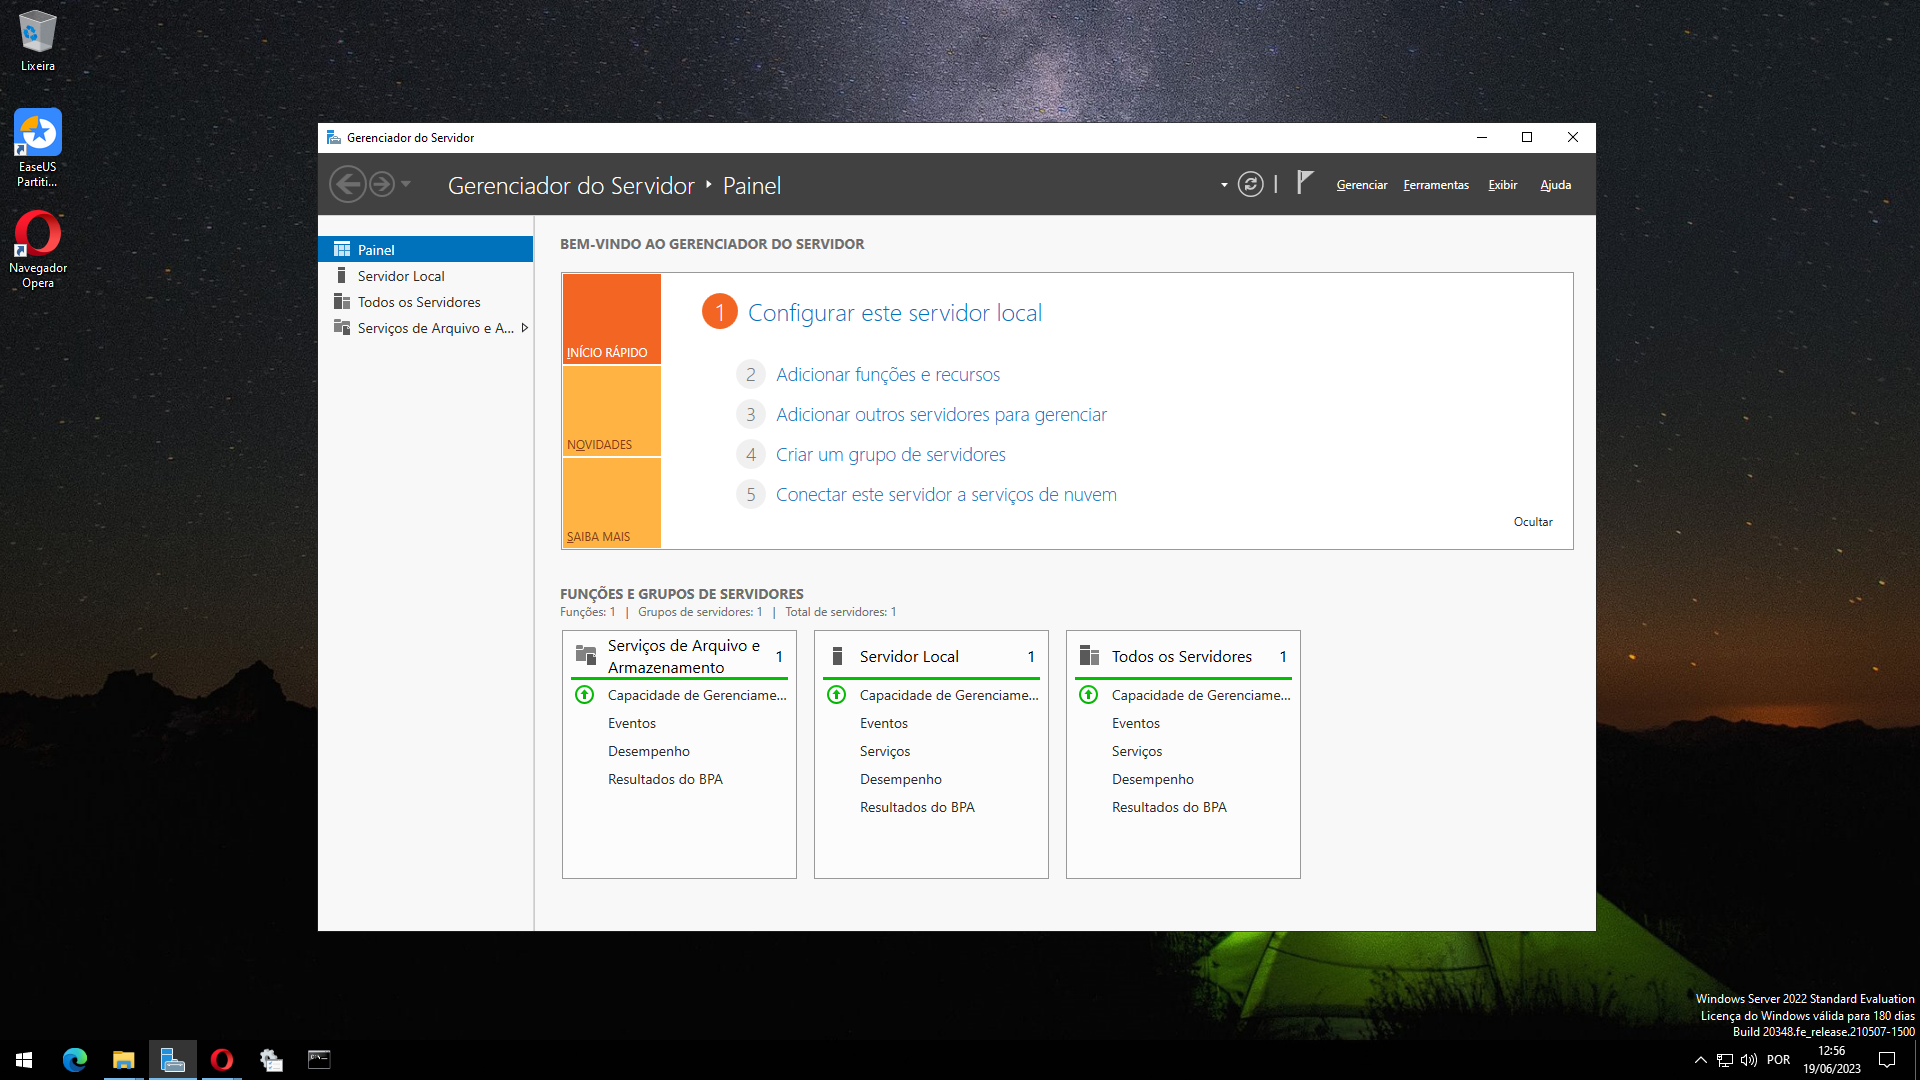 Lixeira
EaseUS
Partiti...
Navegador
Opera
Gerenciador do Servidor
Gerenciador do Servidor
Painel
Gerenciar
Ferramentas
Exibir
Ajuda
Painel
Servidor Local
Todos os Servidores
Serviços de Arquivo e A...
BEM-VINDO AO GERENCIADOR DO SERVIDOR
INÍCIO RÁPIDO
NOVIDADES
SAIBA MAIS
1 Configurar este servidor local
2 Adicionar funções e recursos
3 Adicionar outros servidores para gerenciar
4 Criar um grupo de servidores
5 Conectar este servidor a serviços de nuvem
Ocultar
FUNÇÕES E GRUPOS DE SERVIDORES
Funções: 1 | Grupos de servidores: 1 | Total de servidores: 1
Serviços de Arquivo e
Armazenamento
1
Capacidade de Gerenciame...
Eventos
Desempenho
Resultados do BPA
Servidor Local 1
Capacidade de Gerenciame...
Eventos
Serviços
Desempenho
Resultados do BPA
Todos os Servidores 1
Capacidade de Gerenciame...
Eventos
Serviços
Desempenho
Resultados do BPA
Windows Server 2022 Standard Evaluation
Licença do Windows válida para 180 dias
Build 20348.fe_release.210507-1500
POR
12:56
19/06/2023